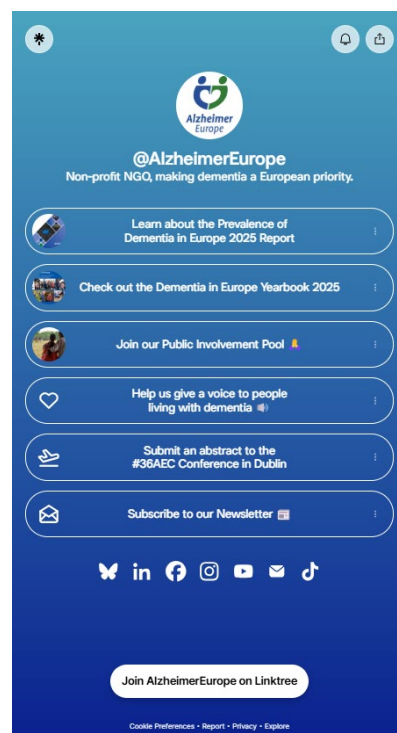 Alzheimer
Europe
@AlzheimerEurope
Non-profit NGO, making dementia a European priority.
Learn about the Prevalence of
Dementia in Europe 2025 Report
Check out the Dementia in Europe Yearbook 2025
Join our Public Involvement Pool
Help us give a voice to people
living with dementia 🔊
Submit an abstract to the
#36AEC Conference in Dublin
Subscribe to our Newsletter 📰
in
Join AlzheimerEurope on Linktree
Cookie Preferences • Report • Privacy • Explore